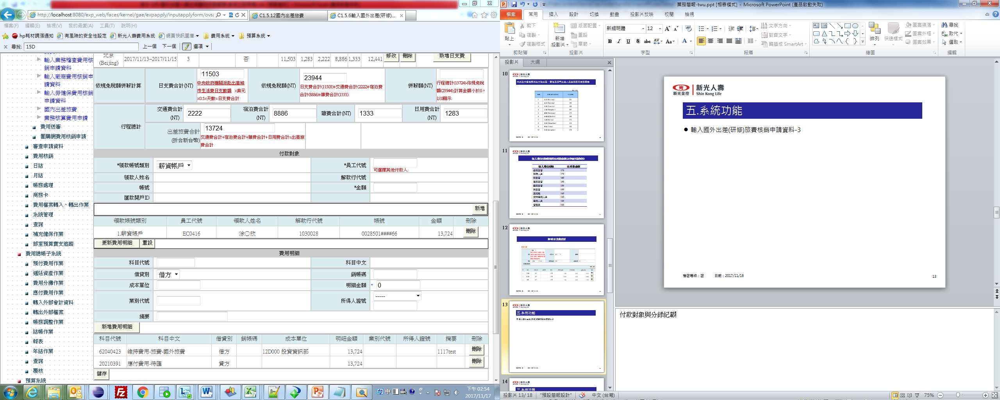 http://localhost:8080/exp_web/faces/kernel/gae/expapply/inputapplyform/ovsa
C1.5.12國內出差旅費
C1.5.6輸入國外出差(研修)...
檔案(F) 編輯(E) 檢視(V) 我的最愛(A) 工具(T) 說明(H)
hp耗材調漲通知 有風險的安全性設定 新光人壽費用系統 網頁快訊圖庫 費用系統 預算系統
尋找: 15D 上一個 下一個 選項
輸入業務稽查費用核
銷申請資料
輸入廠商費用核銷申
請資料
輸入勞健保費用核銷
申請資料
國內出差旅費
業務核算費用申請
費用送審
團購網費用核銷申請
審查申請資料
費用核銷
日結
月結
帳務處理
商務卡
費用檔案轉入、轉出作業
系統管理
查詢
補充健保作業
部室預算實支追蹤
費用總帳子系統
預付費用作業
遞延資產作業
費用分攤作業
應付費用作業
轉入外部會計資料
轉出外部檔案
帳務調整作業
結帳作業
報表
年結作業
查詢
覆核
預算系統
北京
(Beijing) 2017/11/13~2017/11/15 3 否 11,503 1,283 2,222 8,886 1,333 12,441 修改 刪除 新增日支費
依規免稅額併薪計算 日支費合計(NT) 11503
中央政府機關派赴出差城
市生活費日支數額 x美元
x0.5x天數=日支費合計
依規免稅額(NT) 23944
日支費合計(11503)+交通費合計(2222)+宿泊費
合計(8886)+雜費合計(1333)
併薪額(NT)
行程總計(13724)-依規免稅
額(23944);計算金額小於0，
以0顯示
行程總計
交通費合計
(NT) 2222
宿泊費合計
(NT) 8886
雜費合計(NT) 1333
日用費合計
(NT) 1283
出差旅費合計
(折合新台幣) 13724
交通費合計+宿泊費合計+雜費合計+日用費合計=出差旅
費合計
付款對象
*領款帳號類別 薪資帳戶 *員工代號
可選擇其他付款人
領款人姓名 解款行代號
帳號 *金額
匯款開戶ID
新增
領款帳號類別 員工代號 領款人姓名 解款行代號 帳號 金額 刪除
1.薪資帳戶 EC0416 涂〇欣 1030028 0028501####66 13,724 刪除
更新費用明細 重設
費用明細
科目代號 科目中文
借貸別 借方 銷帳碼
成本單位 明細金額 * 0
業別代號 所得人證號 -----
摘要
新增費用明細
科目代號 科目中文 借貸別 銷帳碼 成本單位 明細金額 業別代號 所得人證號 摘要 刪除
62040423 維持費用-旅費-國外旅費 借方 12D000 投資資訊部 13,724 1117test 刪除
20210391 應付費用-待匯 貸方 13,724 刪除
儲存
中
下午 02:54
2017/11/17
業務簡報-twu.ppt [相容模式] - Microsoft PowerPoint (產品啟動失敗)
檔案 常用 插入 設計 切換 動畫 投影片放映 校閱 檢視
貼上 剪下 複製 複製格式
新增
投影片 版面配置 重設 章節
新細明體 12
文字方向 對齊文字 轉換成 SmartArt
排列 快速樣式 圖案填滿 圖案外框 圖案效果
尋找 取代 選取
剪貼簿 投影片 字型 段落 繪圖 編輯
投影片 大綱
10
11
12
新增日支費資料
13
五.系統功能
輸入國外出差(研修)旅費核銷申請資料-3
14
新光金控 新光人壽
Shin Kong Life
五.系統功能
● 輸入國外出差(研修)旅費核銷申請資料-3
機密等級：密 日期：2017/11/16 13
付款對象與分錄紀載
投影片 13/18 "預設簡報設計" 中文 (台灣) 75%